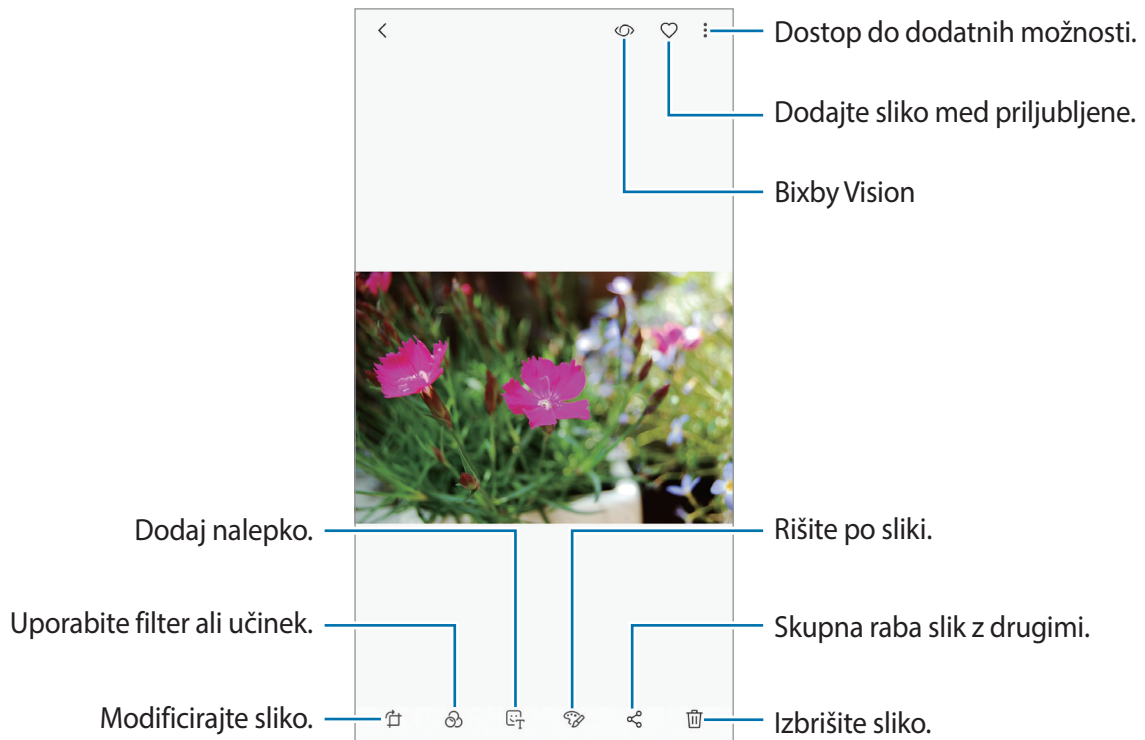 Dostop do dodatnih možnosti.
Dodajte sliko med priljubljene.
Bixby Vision
Dodaj nalepko.
Rišite po sliki.
Uporabite filter ali učinek.
Skupna raba slik z drugimi.
Modificirajte sliko.
Izbrišite sliko.